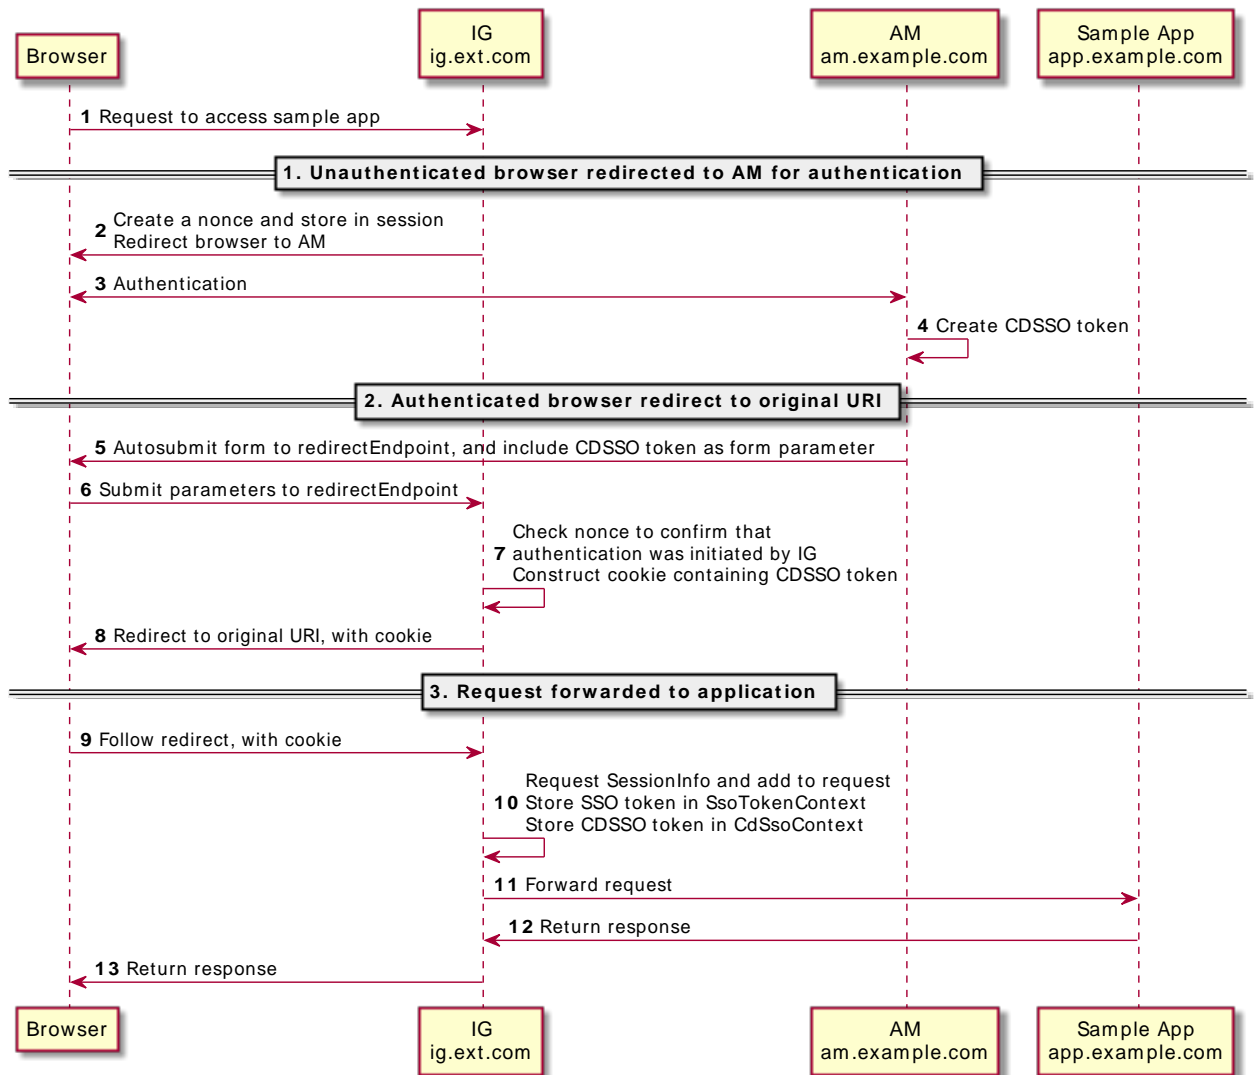 Browser
IG
ig.ext.com
AM
am.example.com
Sample App
app.example.com
1 Request to access sample app
1. Unauthenticated browser redirected to AM for authentication
Create a nonce and store in session
2
Redirect browser to AM
3 Authentication
4 Create CDSSO token
2. Authenticated browser redirect to original URI
5 Autosubmit form to redirectEndpoint, and include CDSSO token as form parameter
6 Submit parameters to redirectEndpoint
Check nonce to confirm that
7 authentication was initiated by IG
Construct cookie containing CDSSO token
8 Redirect to original URI, with cookie
3. Request forwarded to application
9 Follow redirect, with cookie
Request SessionInfo and add to request
10 Store SSO token in SsoTokenContext
Store CDSSO token in CdSsoContext
11 Forward request
12 Return response
13 Return response
Browser
IG
ig.ext.com
AM
am.example.com
Sample App
app.example.com